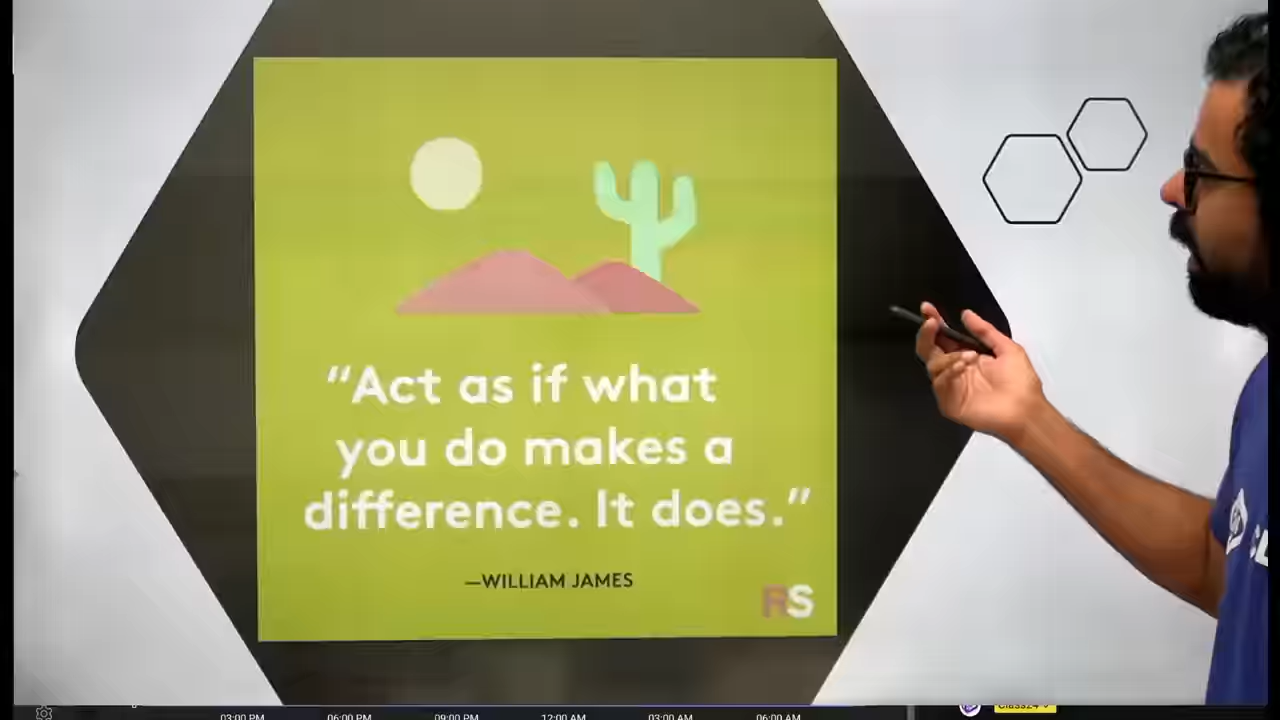 “Act as if what
you do makes a
difference. It does.”
—WILLIAM JAMES
RS
03:00 PM
06:00 PM
09:00 PM
12:00 AM
03:00 AM
06:00 AM
Class24